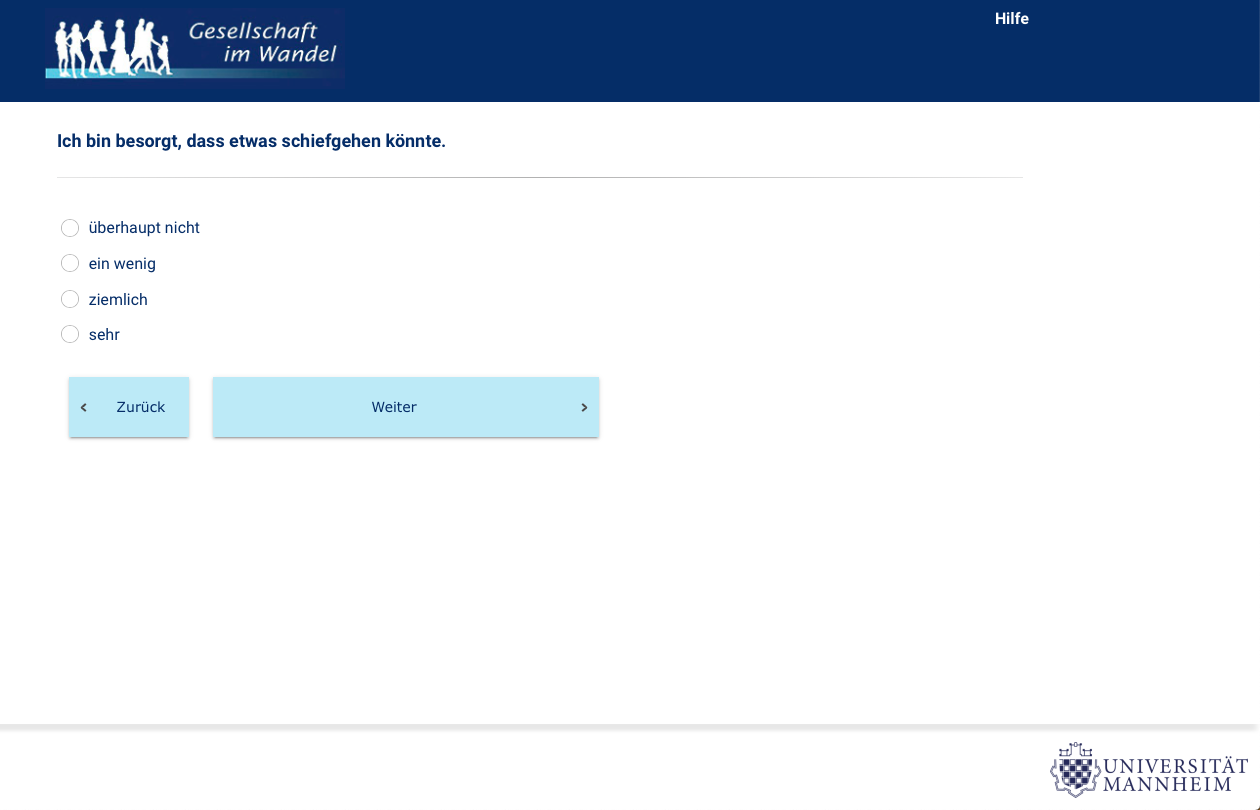 Gesellschaft
im Wandel
Hilfe
Ich bin besorgt, dass etwas schiefgehen könnte.
überhaupt nicht
ein wenig
ziemlich
sehr
Zurück
Weiter
UNIVERSITÄT
MANNHEIM